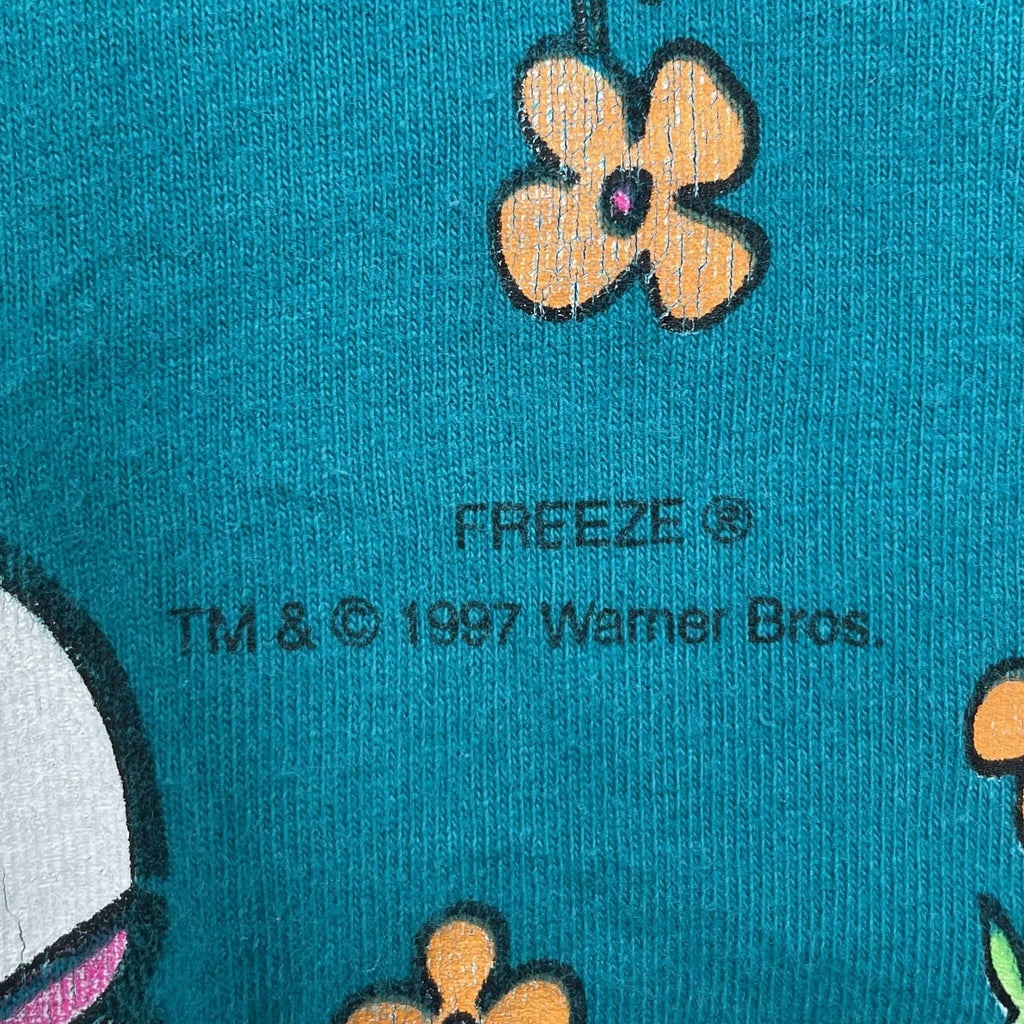 FREEZE ®
TM & © 1997 Warner Bros.